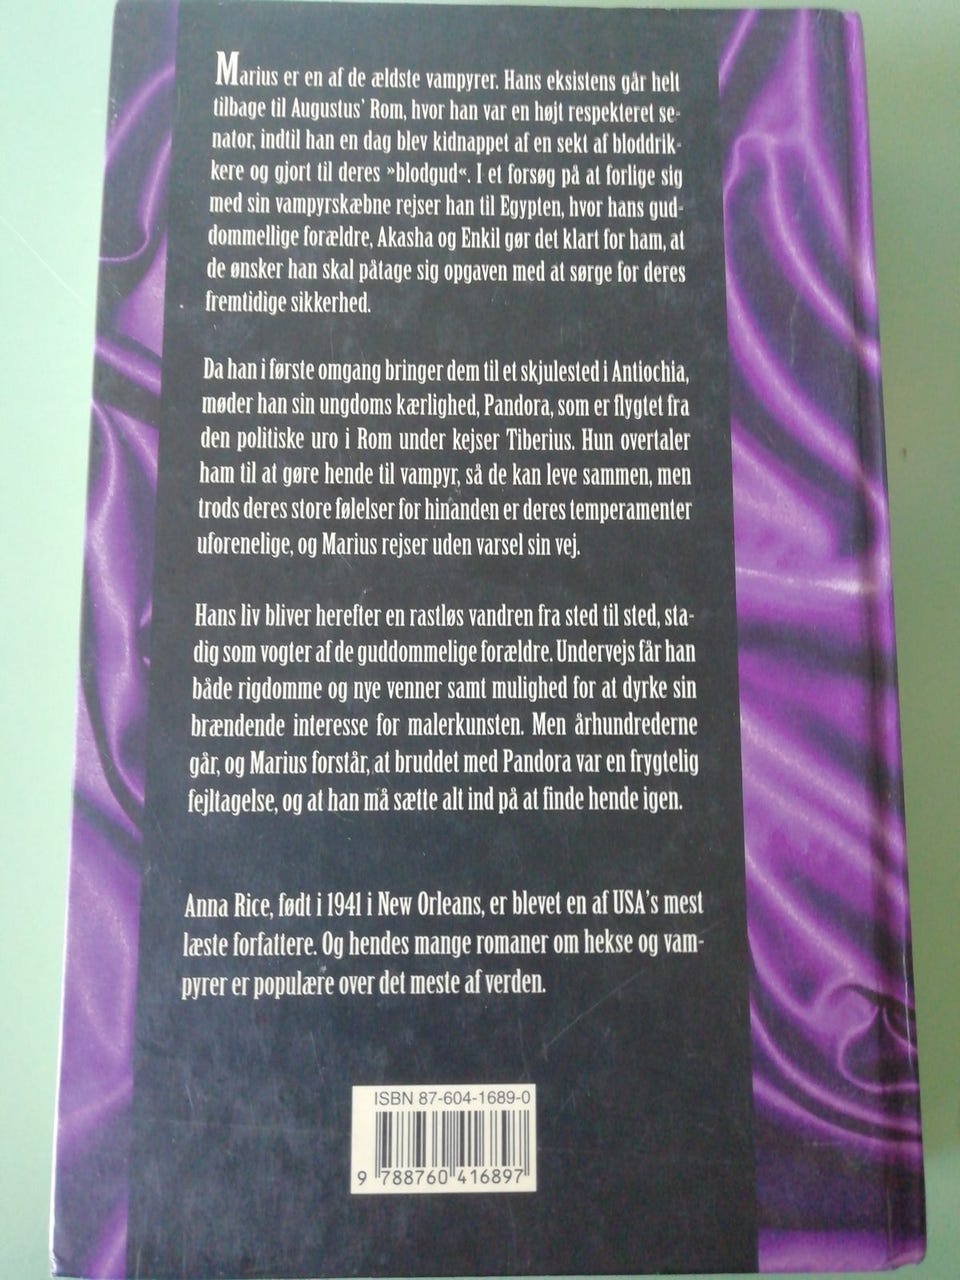 Marius er en af de ældste vampyrer. Hans eksistens går helt
tilbage til Augustus' Rom, hvor han var en højt respekteret se-
nator, indtil han en dag blev kidnappet af en sekt af bloddrik-
kere og gjort til deres »blodgud«. I et forsøg på at forlige sig
med sin vampyrskæbne rejser han til Egypten, hvor hans gud-
dommellige forældre, Akasha og Enkil gør det klart for ham, at
de ønsker han skal påtage sig opgaven med at sørge for deres
fremtidige sikkerhed.
Da han i første omgang bringer dem til et skjulested i Antiochia,
møder han sin ungdoms kærlighed, Pandora, som er flygtet fra
den politiske uro i Rom under kejser Tiberius. Hun overtaler
ham til at gøre hende til vampyr, så de kan leve sammen, men
trods deres store følelser for hinanden er deres temperamenter
uforenelige, og Marius rejser uden varsel sin vej.
Hans liv bliver herefter en rastløs vandren fra sted til sted, sta-
dig som vogter af de guddommelige forældre. Undervejs får han
både rigdomme og nye venner samt mulighed for at dyrke sin
brændende interesse for malerkunsten. Men århundrederne
går, og Marius forstår, at bruddet med Pandora var en frygtelig
fejltagelse, og at han må sætte alt ind på at finde hende igen.
Anna Rice, født i 1941 i New Orleans, er blevet en af USA's mest
læste forfattere. Og hendes mange romaner om hekse og vam-
pyrer er populære over det meste af verden.
ISBN 87-604-1689-0
9 788760 416897